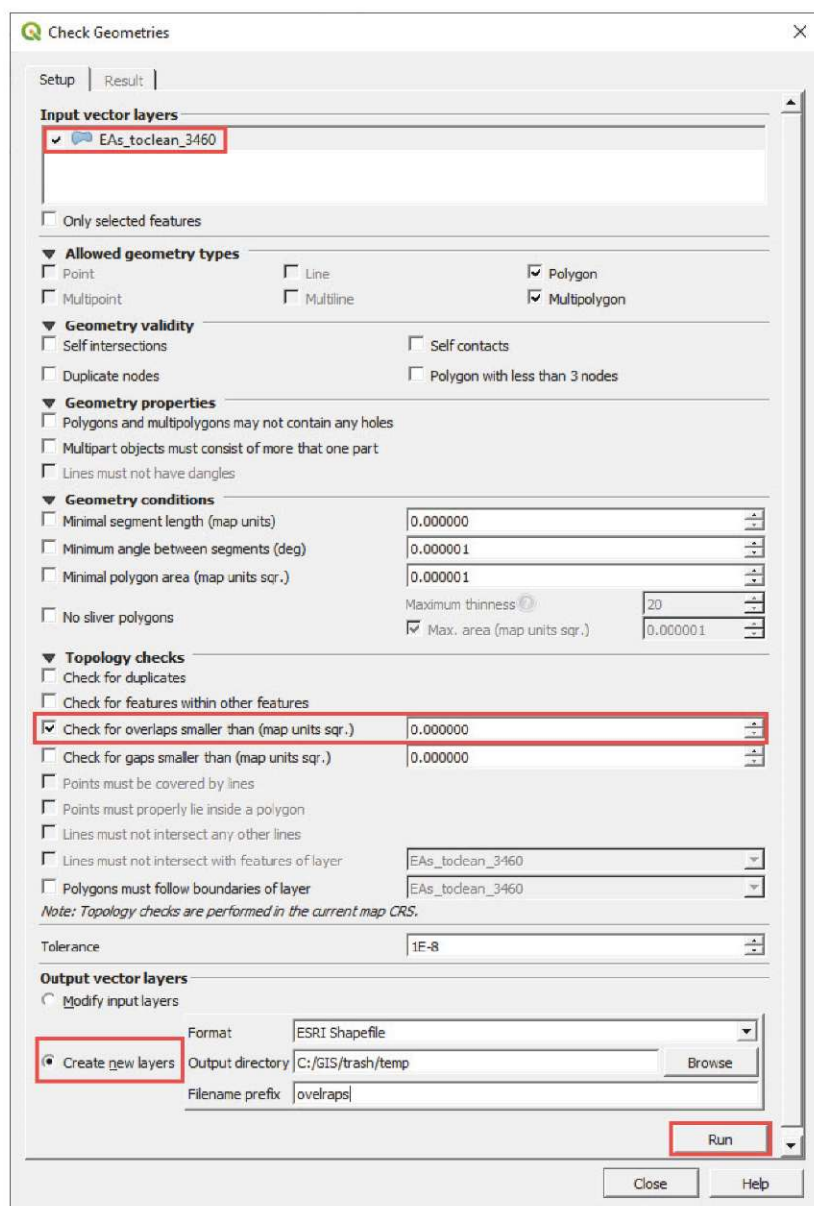 Check Geometries
Setup Result
Input vector layers
EAs_toclean_3460
Only selected features
Allowed geometry types
Point Line Polygon
Multipoint Multiline Multipolygon
Geometry validity
Self intersections Self contacts
Duplicate nodes Polygon with less than 3 nodes
Geometry properties
Polygons and multipolygons may not contain any holes
Multipart objects must consist of more that one part
Lines must not have dangles
Geometry conditions
Minimal segment length (map units) 0.000000
Minimum angle between segments (deg) 0.000001
Minimal polygon area (map units sqr.) 0.000001
No sliver polygons Maximum thinness 20
Max. area (map units sqr.) 0.000001
Topology checks
Check for duplicates
Check for features within other features
Check for overlaps smaller than (map units sqr.) 0.000000
Check for gaps smaller than (map units sqr.) 0.000000
Points must be covered by lines
Points must properly lie inside a polygon
Lines must not intersect any other lines
Lines must not intersect with features of layer EAs_toclean_3460
Polygons must follow boundaries of layer EAs_toclean_3460
Note: Topology checks are performed in the current map CRS.
Tolerance 1E-8
Output vector layers
Modify input layers
Format ESRI Shapefile
Create new layers Output directory C:/GIS/trash/temp Browse
Filename prefix ovelraps
Run
Close Help